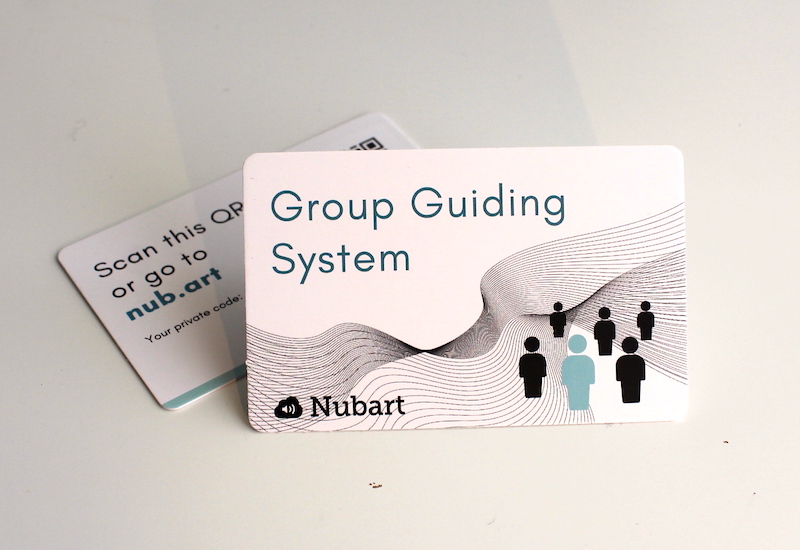 Group Guiding
System
Nubart
Scan this QR
or go to
nub.art
Your private code: